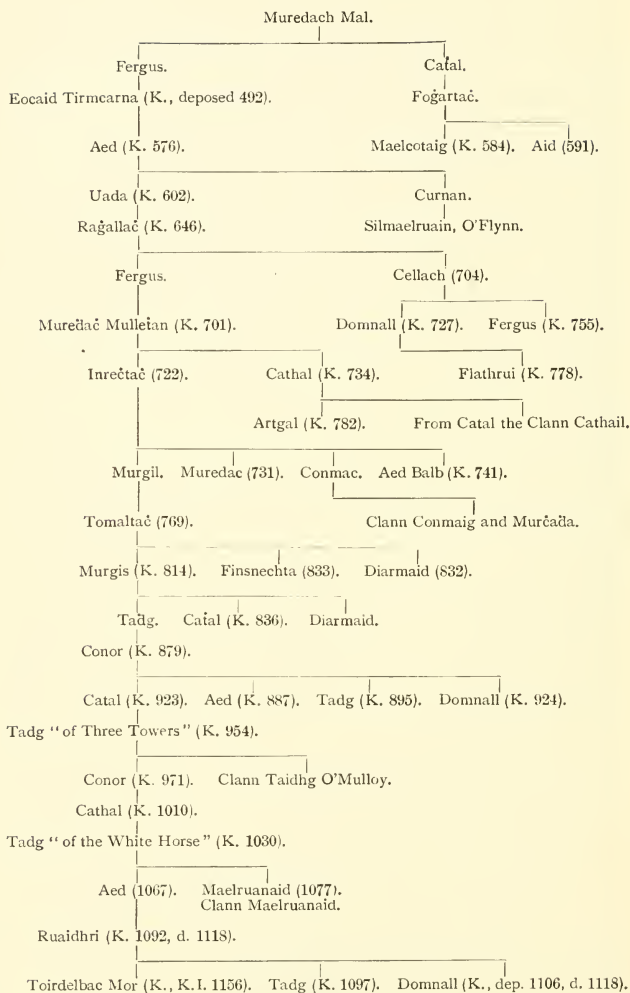 Muredach Mal.
Fergus. Caṫal.
Eocaid Tirmcarna (K., deposed 492). Foġartaċ.
Aed (K. 576). Maelcotaig (K. 584). Aid (591).
Uada (K. 602). Curnan.
Raġallaċ (K. 646). Silmaelruain, O'Flynn.
Fergus. Cellach (704).
Mureḋaċ Mulletan (K. 701). Domnall (K. 727). Fergus (K. 755).
Inreċtaċ (722). Cathal (K. 734). Flathrui (K. 778).
Artgal (K. 782). From Catal the Clann Cathail.
Murgil. Muredac (731). Conmac. Aed Balb (K. 741).
Tomaltaċ (769). Clann Conmaig and Murċaḋa.
Murgis (K. 814). Finsnechta (833). Diarmaid (832).
Taḋg. Catal (K. 836). Diarmaid.
Conor (K. 879).
Catal (K. 923). Aed (K. 887). Tadg (K. 895). Domnall (K. 924).
Tadg "of Three Towers" (K. 954).
Conor (K. 971). Clann Taidhg O'Mulloy.
Cathal (K. 1010).
Tadg "of the White Horse" (K. 1030).
Aed (1067). Maelruanaid (1077).
Clann Maelruanaid.
Ruaidhri (K. 1092, d. 1118).
Toirdelbac Mor (K., K.I. 1156). Tadg (K. 1097). Domnall (K., dep. 1106, d. 1118).